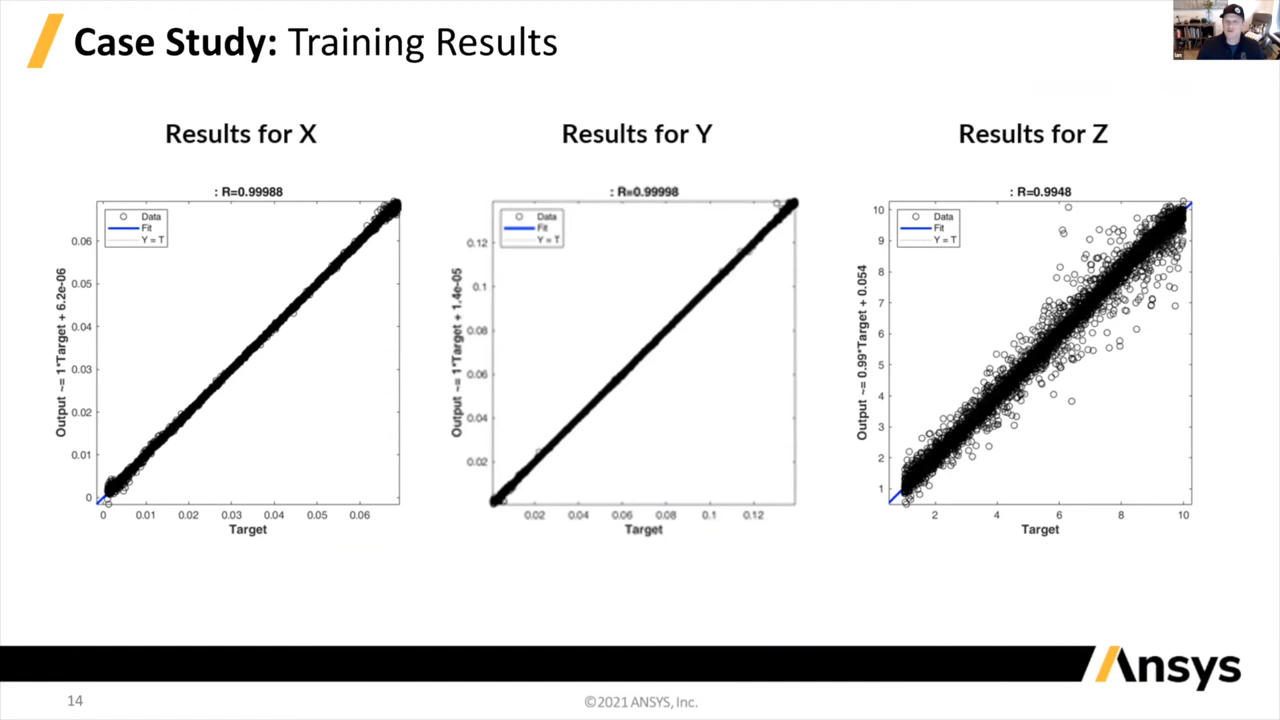 Case Study: Training Results
Ian
Results for X
Results for Y
Results for Z
: R=0.99988
Data
Fit
Y = T
Output ~= 1*Target + 6.2e-06
0.06
0.05
0.04
0.03
0.02
0.01
0
0 0.01 0.02 0.03 0.04 0.05 0.06
Target
: R=0.99998
Data
Fit
Y = T
Output ~= 1*Target + 1.4e-05
0.12
0.1
0.08
0.06
0.04
0.02
0.02 0.04 0.06 0.08 0.1 0.12
Target
: R=0.9948
Data
Fit
Y = T
Output ~= 0.99*Target + 0.054
10
9
8
7
6
5
4
3
2
1
2 4 6 8 10
Target
Ansys
14
©2021 ANSYS, Inc.